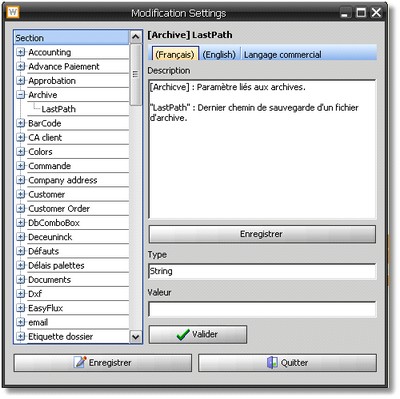 Modification Settings
Section
Accounting
Advance Paiement
Approbation
Archive
LastPath
BarCode
CA client
Colors
Commande
Company address
Customer
Customer Order
DbComboBox
Deceuninck
Défauts
Délais palettes
Documents
Dxf
EasyFlux
email
Etiquette dossier
[Archive] LastPath
(Français) (English) Langage commercial
Description
[Archicve] : Paramètre liés aux archives.
"LastPath" : Dernier chemin de sauvegarde d'un fichier
d'archive.
Enregistrer
Type
String
Valeur
Valider
Enregistrer Quitter